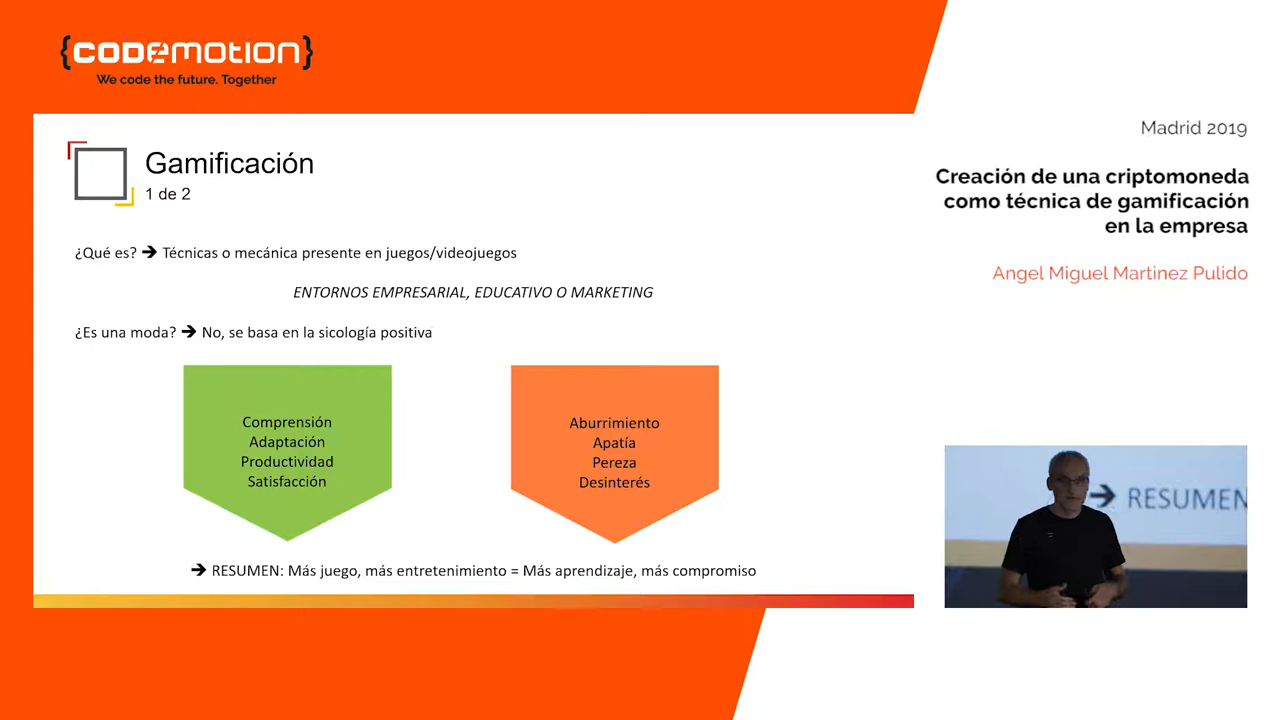 {CODEMOTION}
We code the future. Together
Madrid 2019
Creación de una criptomoneda
como técnica de gamificación
en la empresa
Angel Miguel Martinez Pulido
Gamificación
1 de 2
¿Qué es? ➔ Técnicas o mecánica presente en juegos/videojuegos
ENTORNOS EMPRESARIAL, EDUCATIVO O MARKETING
¿Es una moda? ➔ No, se basa en la sicología positiva
Comprensión
Adaptación
Productividad
Satisfacción
Aburrimiento
Apatía
Pereza
Desinterés
➔ RESUMEN: Más juego, más entretenimiento = Más aprendizaje, más compromiso
➔ RESUMEN